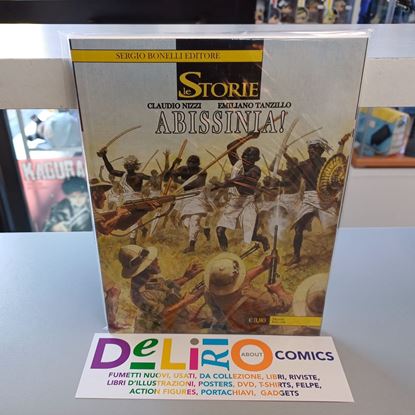 SERGIO BONELLI EDITORE
le STORIE
CLAUDIO NIZZI EMILIANO TANZILLO
ABISSINIA!
KAGURA
DeLiRiO ABOUT COMICS
FUMETTI NUOVI, USATI, DA COLLEZIONE, LIBRI, RIVISTE,
LIBRI D'ILLUSTRAZIONI, POSTERS, DVD, T-SHIRTS, FELPE,
ACTION FIGURES, PORTACHIAVI, GADGETS